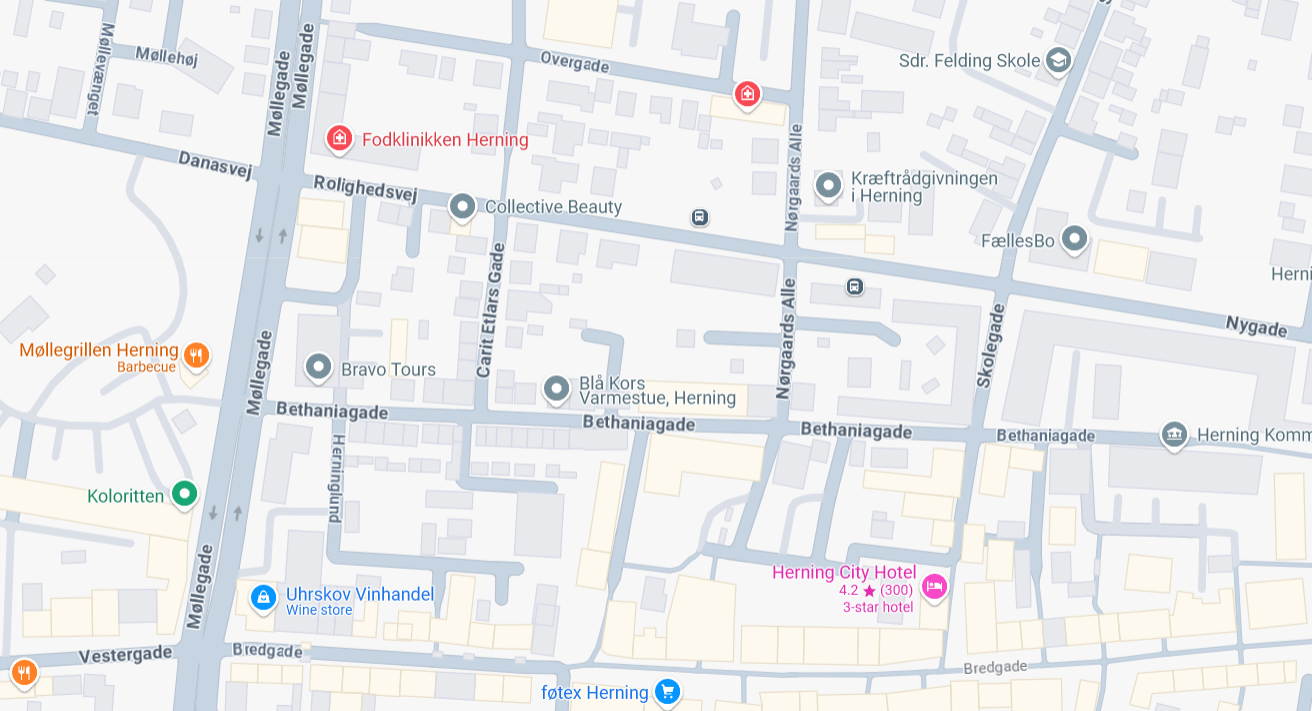 Møllevænget
Møllehøj
Møllegade
Møllegade
Overgade
Sdr. Felding Skole
Fodklinikken Herning
Danasvej
Rolighedsvej
Collective Beauty
Nørgaards Alle
Kræftrådgivningen
i Herning
FællesBo
Herni
Carit Etlars Gade
Nørgaards Alle
Skolegade
Nygade
Møllegrillen Herning
Barbecue
Møllegade
Bravo Tours
Blå Kors
Varmestue, Herning
Bethaniagade
Bethaniagade
Bethaniagade
Bethaniagade
Herning Komm
Herninglund
Koloritten
Møllegade
Uhrskov Vinhandel
Wine store
Herning City Hotel
4.2 ★ (300)
3-star hotel
Vestergade
Bredgade
Bredgade
føtex Herning